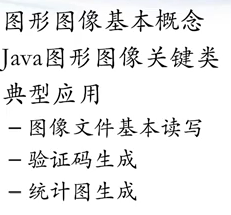 图形图像基本概念
Java图形图像关键类
典型应用
– 图像文件基本读写
– 验证码生成
– 统计图生成